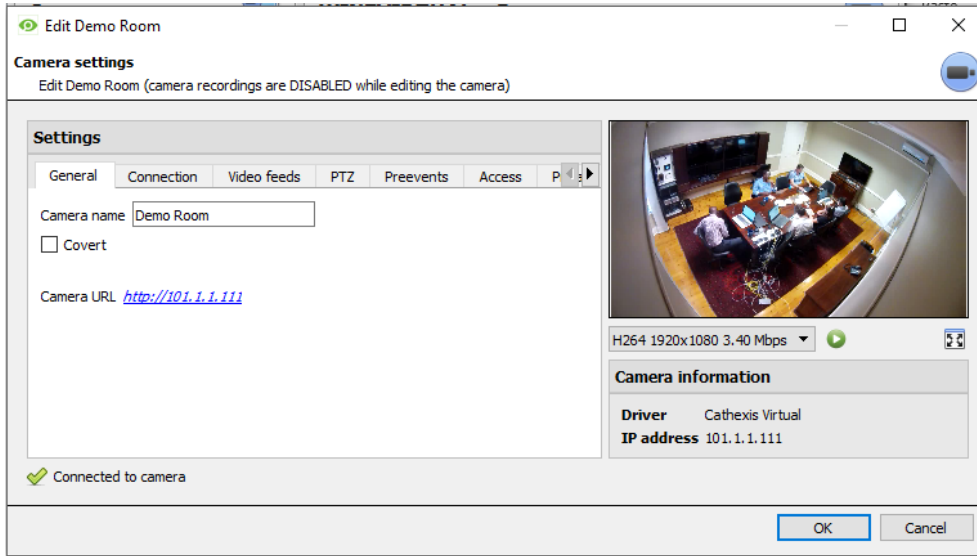 Edit Demo Room
Camera settings
Edit Demo Room (camera recordings are DISABLED while editing the camera)
Settings
General Connection Video feeds PTZ Preevents Access
Camera name Demo Room
Covert
Camera URL http://101.1.1.111
H264 1920x1080 3.40 Mbps
Camera information
Driver Cathexis Virtual
IP address 101.1.1.111
Connected to camera
OK Cancel